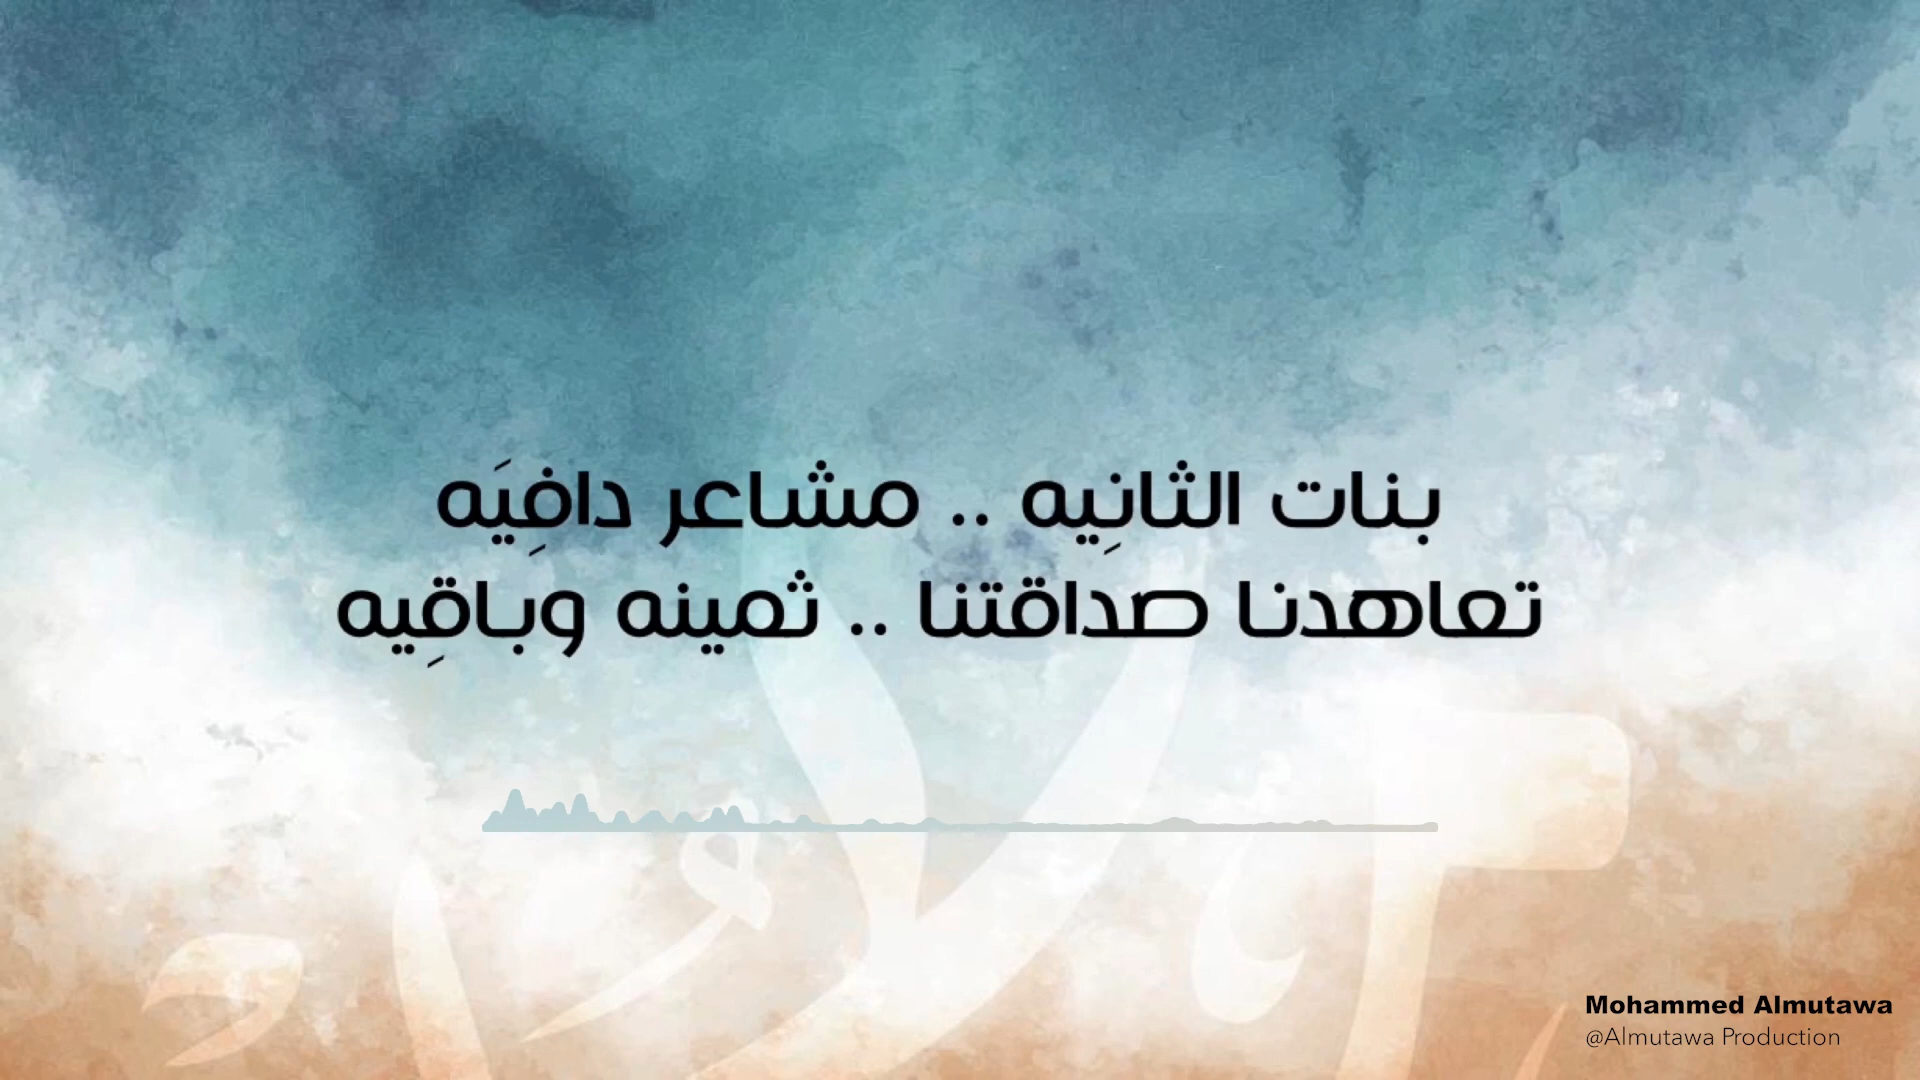 بنات الثانِيه .. مشاعر دافِيَه
تعاهدنا صداقتنا .. ثمينه وباقِيه
Mohammed Almutawa
@Almutawa Production